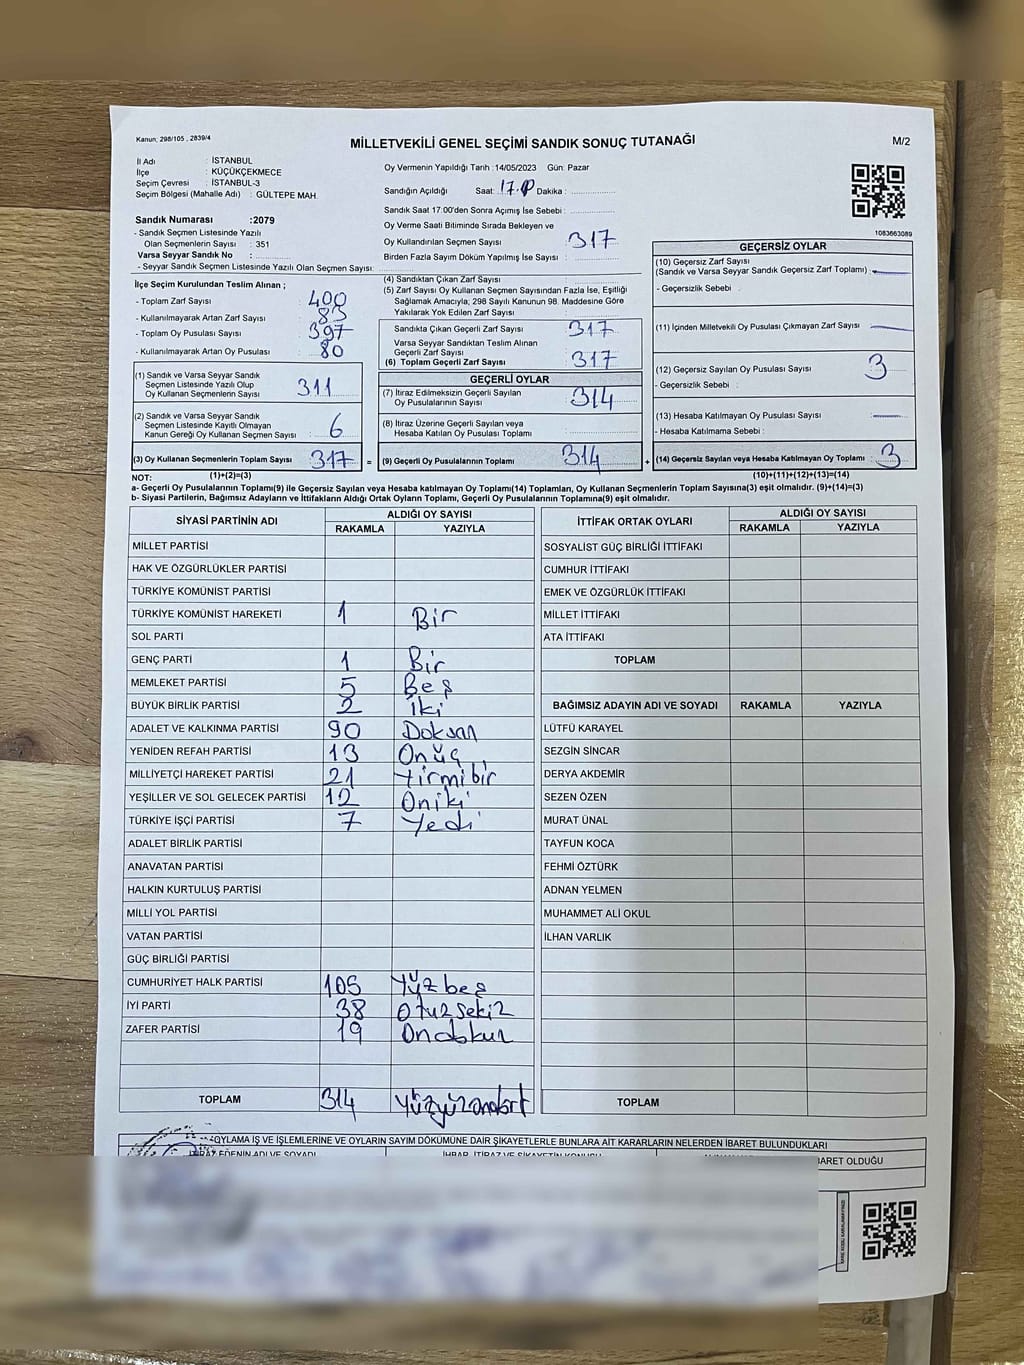 Kanun; 298/105 , 2839/4
MİLLETVEKİLİ GENEL SEÇİMİ SANDIK SONUÇ TUTANAĞI
M/2
İl Adı : İSTANBUL
İlçe : KÜÇÜKÇEKMECE
Seçim Çevresi : İSTANBUL-3
Seçim Bölgesi (Mahalle Adı) : GÜLTEPE MAH.
Oy Vermenin Yapıldığı Tarih :14/05/2023 Gün: Pazar
Sandığın Açıldığı Saat: 17. Dakika :
Sandık Saat 17:00'den Sonra Açımış İse Sebebi :
Sandık Numarası :2079
- Sandık Seçmen Listesinde Yazılı
Olan Seçmenlerin Sayısı : 351
Varsa Seyyar Sandık No :
- Seyyar Sandık Seçmen Listesinde Yazılı Olan Seçmen Sayısı:
Oy Verme Saati Bitiminde Sırada Bekleyen ve
Oy Kullandırılan Seçmen Sayısı 317
Birden Fazla Sayım Döküm Yapılmış İse Sayısı :
1083663089
İlçe Seçim Kurulundan Teslim Alınan ;
- Toplam Zarf Sayısı : 400
- Kullanılmayarak Artan Zarf Sayısı : 83
- Toplam Oy Pusulası Sayısı : 397
- Kullanılmayarak Artan Oy Pusulası : 80
(1) Sandık ve Varsa Seyyar Sandık
Seçmen Listesinde Yazılı Olup
Oy Kullanan Seçmenlerin Sayısı : 311
(2) Sandık ve Varsa Seyyar Sandık
Seçmen Listesinde Kayıtlı Olmayan
Kanun Gereği Oy Kullanan Seçmen Sayısı : 6
(3) Oy Kullanan Seçmenlerin Toplam Sayısı : 317
(1)+(2)=(3)
(4) Sandıktan Çıkan Zarf Sayısı :
(5) Zarf Sayısı Oy Kullanan Seçmen Sayısından Fazla İse, Eşitliği
Sağlamak Amacıyla; 298 Sayılı Kanunun 98. Maddesine Göre
Yakılarak Yok Edilen Zarf Sayısı :
Sandıkta Çıkan Geçerli Zarf Sayısı : 317
Varsa Seyyar Sandıktan Teslim Alınan
Geçerli Zarf Sayısı :
(6) Toplam Geçerli Zarf Sayısı : 317
GEÇERLİ OYLAR
(7) İtiraz Edilmeksizin Geçerli Sayılan
Oy Pusulalarının Sayısı : 314
(8) İtiraz Üzerine Geçerli Sayılan veya
Hesaba Katılan Oy Pusulası Toplamı :
= (9) Geçerli Oy Pusulalarının Toplamı : 314
GEÇERSİZ OYLAR
(10) Geçersiz Zarf Sayısı
(Sandık ve Varsa Seyyar Sandık Geçersiz Zarf Toplamı) :
- Geçersizlik Sebebi :
(11) İçinden Milletvekili Oy Pusulası Çıkmayan Zarf Sayısı :
(12) Geçersiz Sayılan Oy Pusulası Sayısı : 3
- Geçersizlik Sebebi :
(13) Hesaba Katılmayan Oy Pusulası Sayısı :
- Hesaba Katılmama Sebebi :
+ (14) Geçersiz Sayılan veya Hesaba Katılmayan Oy Toplamı : 3
(10)+(11)+(12)+(13)=(14)
NOT:
a- Geçerli Oy Pusulalarının Toplamı(9) ile Geçersiz Sayılan veya Hesaba katılmayan Oy Toplamı(14) Toplamları, Oy Kullanan Seçmenlerin Toplam Sayısına(3) eşit olmalıdır. (9)+(14)=(3)
b- Siyasi Partilerin, Bağımsız Adayların ve İttifakların Aldığı Ortak Oyların Toplamı, Geçerli Oy Pusulalarının Toplamına(9) eşit olmalıdır.
SİYASİ PARTİNİN ADI ALDIĞI OY SAYISI
RAKAMLA YAZIYLA
MİLLET PARTİSİ
HAK VE ÖZGÜRLÜKLER PARTİSİ
TÜRKİYE KOMÜNİST PARTİSİ
TÜRKİYE KOMÜNİST HAREKETİ 1 Bir
SOL PARTİ
GENÇ PARTİ 1 Bir
MEMLEKET PARTİSİ 5 Beş
BÜYÜK BİRLİK PARTİSİ 2 İki
ADALET VE KALKINMA PARTİSİ 90 Doksan
YENİDEN REFAH PARTİSİ 13 Onüç
MİLLİYETÇİ HAREKET PARTİSİ 21 Yirmibir
YEŞİLLER VE SOL GELECEK PARTİSİ 12 Oniki
TÜRKİYE İŞÇİ PARTİSİ 7 Yedi
ADALET BİRLİK PARTİSİ
ANAVATAN PARTİSİ
HALKIN KURTULUŞ PARTİSİ
MİLLİ YOL PARTİSİ
VATAN PARTİSİ
GÜÇ BİRLİĞİ PARTİSİ
CUMHURİYET HALK PARTİSİ 105 Yüzbeş
İYİ PARTİ 38 Otuzsekiz
ZAFER PARTİSİ 19 Ondokuz
TOPLAM 314
İTTİFAK ORTAK OYLARI ALDIĞI OY SAYISI
RAKAMLA YAZIYLA
SOSYALİST GÜÇ BİRLİĞİ İTTİFAKI
CUMHUR İTTİFAKI
EMEK VE ÖZGÜRLÜK İTTİFAKI
MİLLET İTTİFAKI
ATA İTTİFAKI
TOPLAM
BAĞIMSIZ ADAYIN ADI VE SOYADI RAKAMLA YAZIYLA
LÜTFÜ KARAYEL
SEZGİN SİNCAR
DERYA AKDEMİR
SEZEN ÖZEN
MURAT ÜNAL
TAYFUN KOCA
FEHMİ ÖZTÜRK
ADNAN YELMEN
MUHAMMET ALİ OKUL
İLHAN VARLIK
TOPLAM
OYLAMA İŞ VE İŞLEMLERİNE VE OYLARIN SAYIM DÖKÜMÜNE DAİR ŞİKAYETLERLE BUNLARA AİT KARARLARIN NELERDEN İBARET BULUNDUKLARI